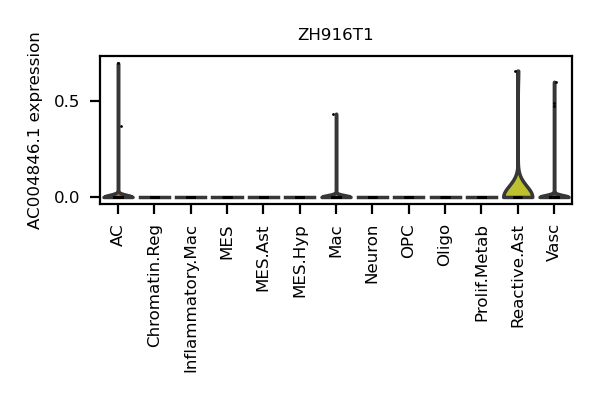 ZH916T1
AC004846.1 expression
0.5
0.0
AC
Chromatin.Reg
Inflammatory.Mac
MES
MES.Ast
MES.Hyp
Mac
Neuron
OPC
Oligo
Prolif.Metab
Reactive.Ast
Vasc